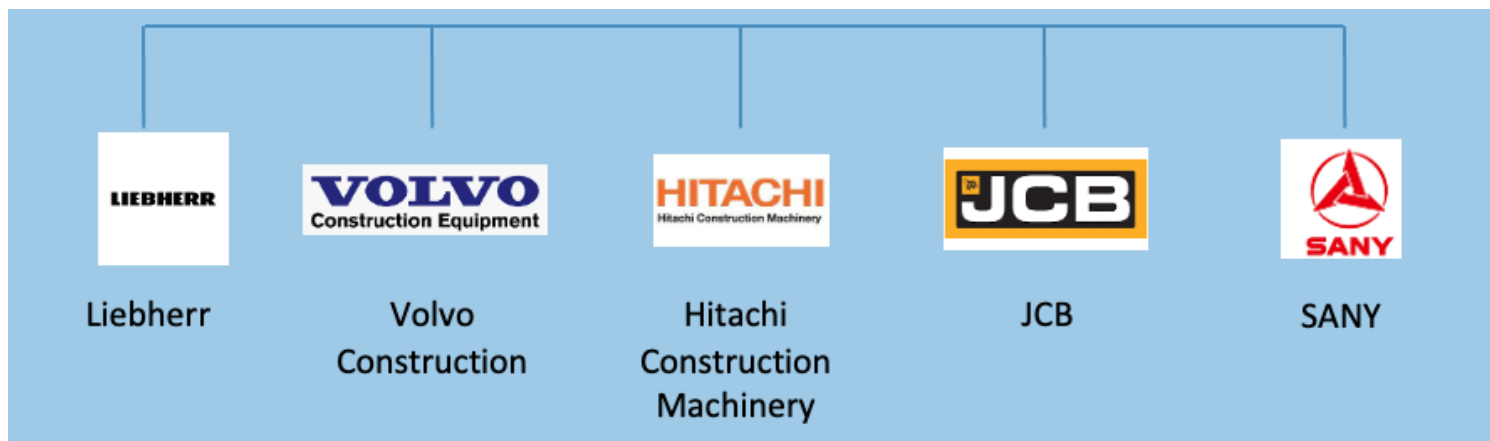 LIEBHERR
VOLVO
Construction Equipment
HITACHI
Hitachi Construction Machinery
JCB
SANY
Liebherr
Volvo
Construction
Hitachi
Construction
Machinery
JCB
SANY